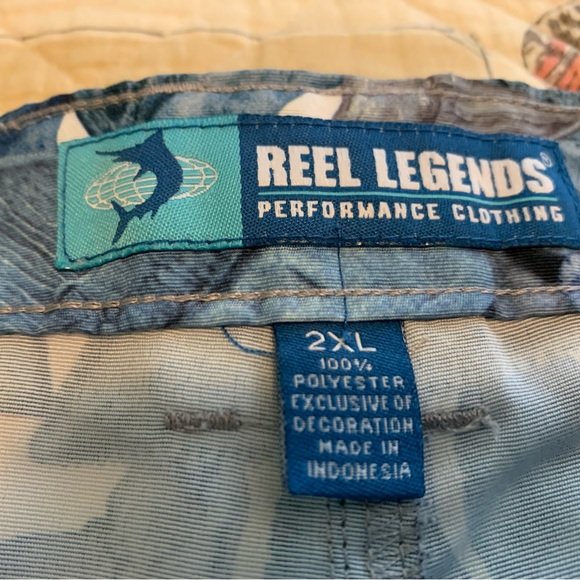 REEL LEGENDS®
PERFORMANCE CLOTHING
2XL
100%
POLYESTER
EXCLUSIVE OF
DECORATION
MADE IN
INDONESIA